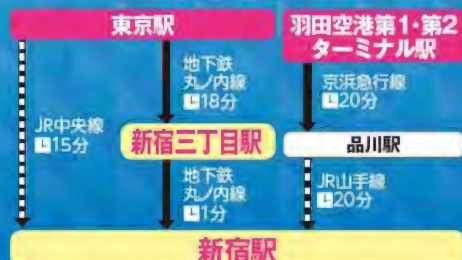 東京駅
羽田空港第1・第2
ターミナル駅
地下鉄
丸ノ内線
18分
京浜急行線
20分
JR中央線
15分
新宿三丁目駅
品川駅
地下鉄
丸ノ内線
1分
JR山手線
20分
新宿駅